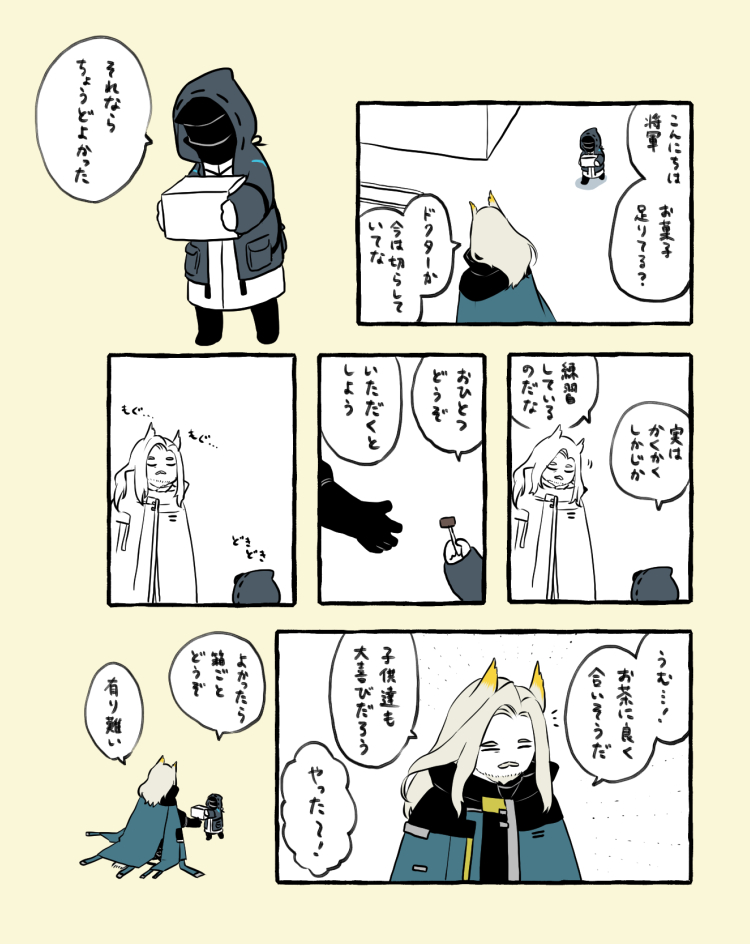 こんにちは
将軍
お菓子
足りてる？
ドクターか
今は切らして
いてな
それなら
ちょうどよかった
実は
かくかく
しかじか
練習
している
のだな
おひとつ
どうぞ
いただくと
しよう
もぐ…
もぐ…
どき
どき
うむ…！
お茶に良く
合いそうだ
子供達も
大喜びだろう
やった〜！
よかったら
箱ごと
どうぞ
有り難い